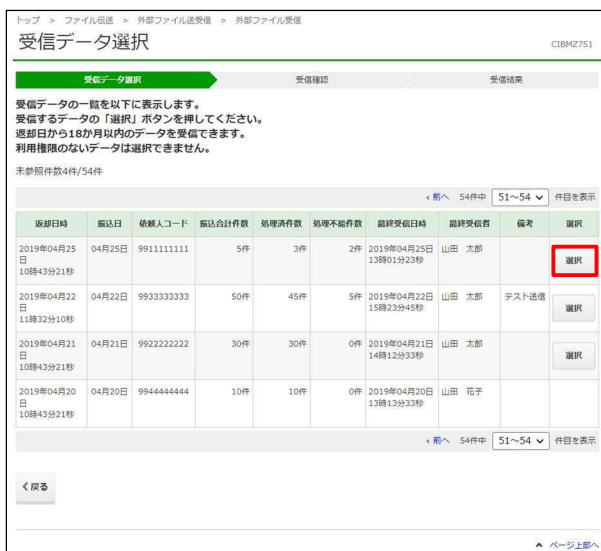 トップ > ファイル伝送 > 外部ファイル送受信 > 外部ファイル受信
受信データ選択
CIBMZ751
受信データ選択 受信確認 受信結果
受信データの一覧を以下に表示します。
受信するデータの「選択」ボタンを押してください。
返却日から18か月以内のデータを受信できます。
利用権限のないデータは選択できません。
未参照件数4件/54件
‹ 前へ 54件中 51～54 件目を表示
返却日時 振込日 依頼人コード 振込合計件数 処理済件数 処理不能件数 最終受信日時 最終受信者 備考 選択
2019年04月25日 04月25日 9911111111 5件 3件 2件 2019年04月25日 山田 太郎 選択
10時43分21秒 13時01分23秒
2019年04月22日 04月22日 9933333333 50件 45件 5件 2019年04月22日 山田 太郎 テスト送信 選択
11時32分10秒 15時23分45秒
2019年04月21日 04月21日 9922222222 30件 30件 0件 2019年04月21日 山田 太郎 選択
10時43分21秒 14時12分33秒
2019年04月20日 04月20日 9944444444 10件 10件 0件 2019年04月20日 山田 花子
10時43分21秒 13時13分33秒
‹ 前へ 54件中 51～54 件目を表示
戻る
ページ上部へ